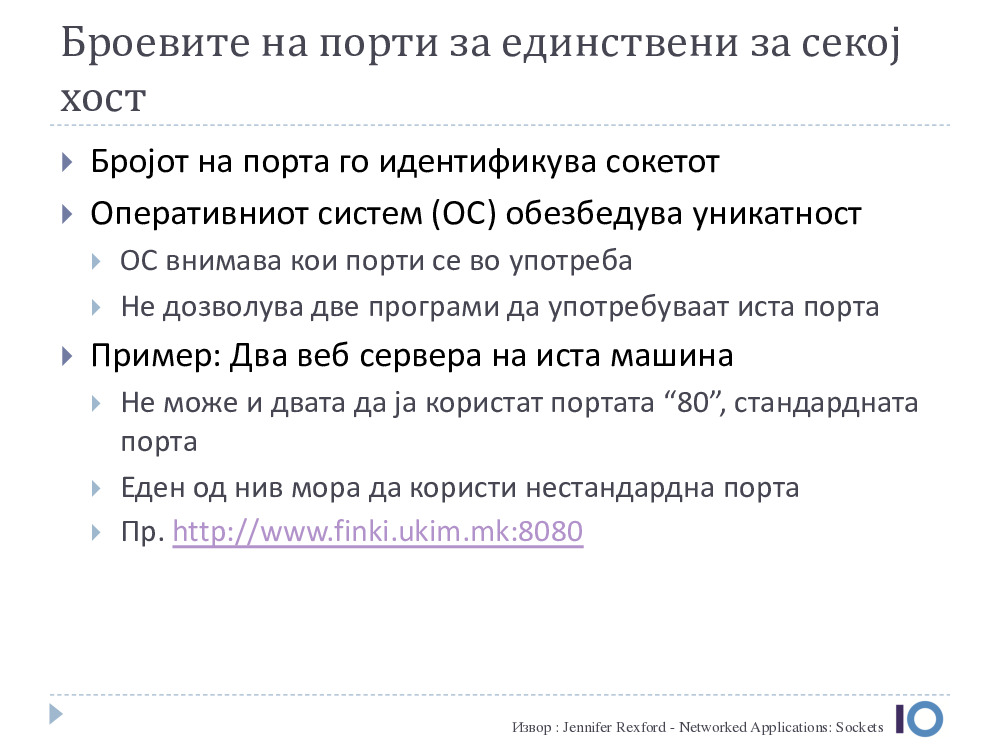 Броевите на порти за единствени за секој
хост
Бројот на порта го идентификува сокетот
Оперативниот систем (ОС) обезбедува уникатност
ОС внимава кои порти се во употреба
Не дозволува две програми да употребуваат иста порта
Пример: Два веб сервера на иста машина
Не може и двата да ја користат портата “80”, стандардната
порта
Еден од нив мора да користи нестандардна порта
Пр. http://www.finki.ukim.mk:8080
Извор : Jennifer Rexford - Networked Applications: Sockets